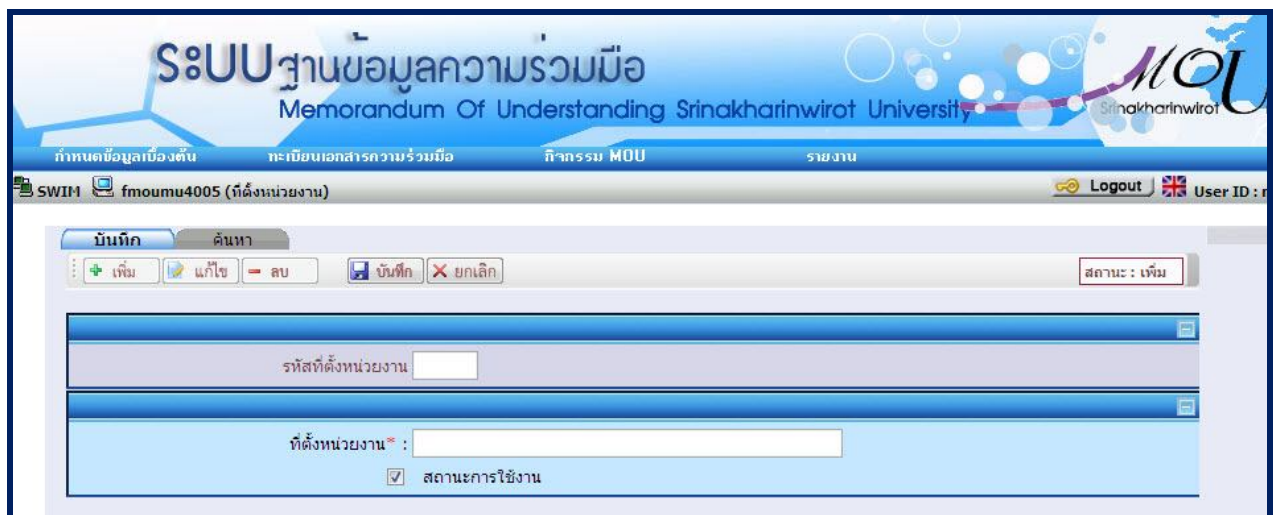 ระบบฐานข้อมูลความร่วมมือ
Memorandum Of Understanding Srinakharinwirot University
MOU
Srinakharinwirot
กำหนดข้อมูลเบื้องต้น ทะเบียนเอกสารความร่วมมือ กิจกรรม MOU รายงาน
SWIM fmoumu4005 (ที่ตั้งหน่วยงาน) Logout User ID :
บันทึก ค้นหา
เพิ่ม แก้ไข ลบ บันทึก ยกเลิก สถานะ : เพิ่ม
รหัสที่ตั้งหน่วยงาน
ที่ตั้งหน่วยงาน* :
สถานะการใช้งาน